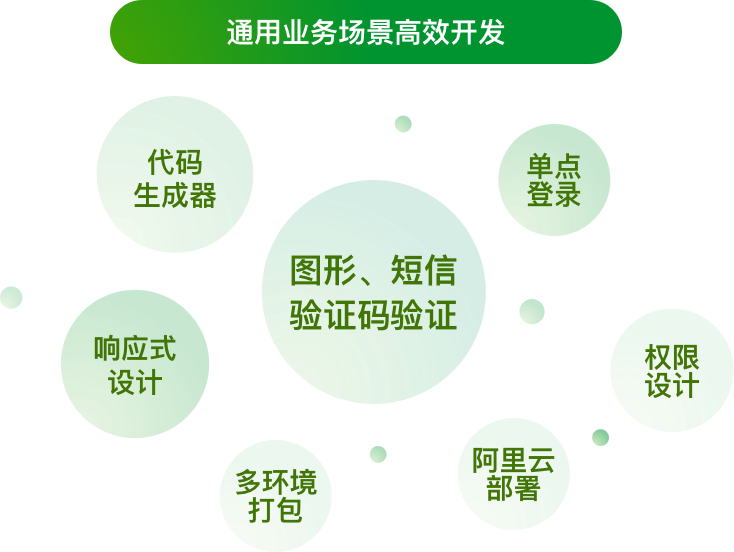 通用业务场景高效开发
代码
生成器
单点
登录
图形、短信
验证码验证
响应式
设计
权限
设计
多环境
打包
阿里云
部署